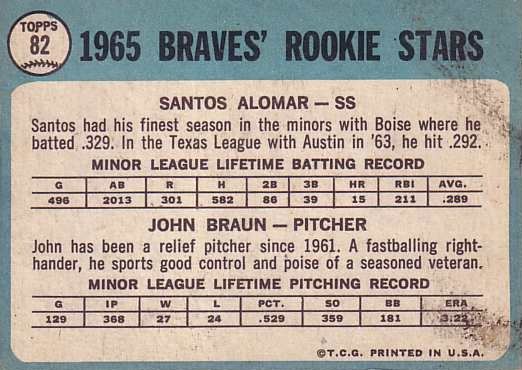 TOPPS
82
1965 BRAVES' ROOKIE STARS
SANTOS ALOMAR — SS
Santos had his finest season in the minors with Boise where he
batted .329. In the Texas League with Austin in '63, he hit .292.
MINOR LEAGUE LIFETIME BATTING RECORD
G AB R H 2B 3B HR RBI AVG.
496 2013 301 582 86 39 15 211 .289
JOHN BRAUN — PITCHER
John has been a relief pitcher since 1961. A fastballing right-
hander, he sports good control and poise of a seasoned veteran.
MINOR LEAGUE LIFETIME PITCHING RECORD
G IP W L PCT. SO BB ERA
129 368 27 24 .529 359 181 3.22
©T.C.G. PRINTED IN U.S.A.